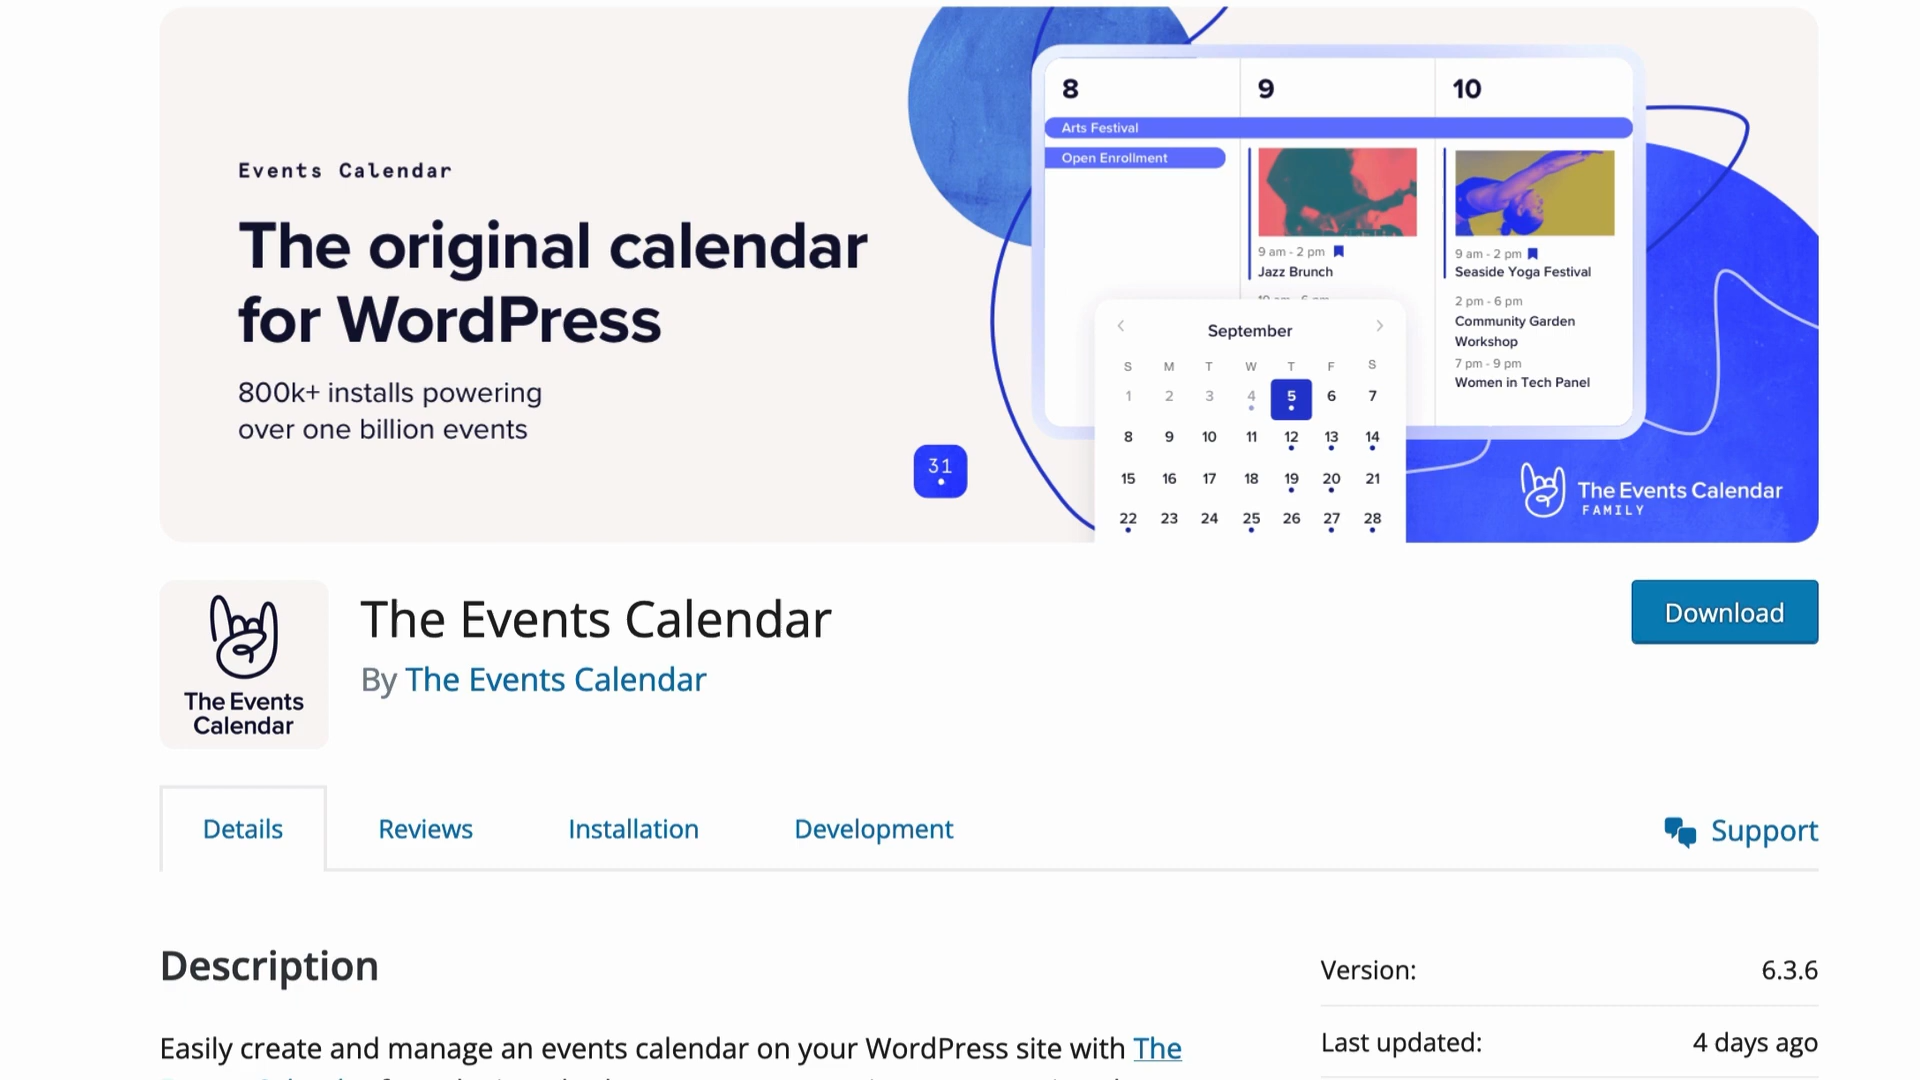 Events Calendar
The original calendar
for WordPress
800k+ installs powering
over one billion events
31
8 9 10
Arts Festival
Open Enrollment
9 am - 2 pm
Jazz Brunch
9 am - 2 pm
Seaside Yoga Festival
2 pm - 6 pm
Community Garden
Workshop
7 pm - 9 pm
Women in Tech Panel
September
S M T W T F S
1 2 3 4 5 6 7
8 9 10 11 12 13 14
15 16 17 18 19 20 21
22 23 24 25 26 27 28
The Events Calendar
FAMILY
The Events
Calendar
The Events Calendar
By The Events Calendar
Download
Details Reviews Installation Development Support
Description
Easily create and manage an events calendar on your WordPress site with The
Version: 6.3.6
Last updated: 4 days ago